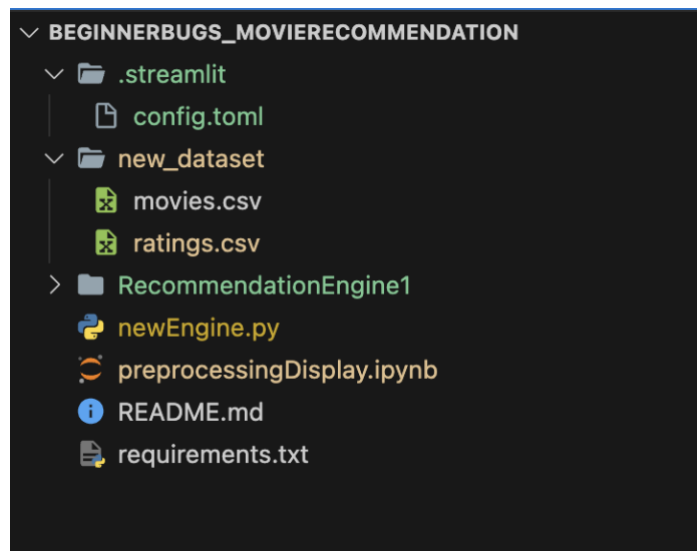 BEGINNERBUGS_MOVIERECOMMENDATION
.streamlit
config.toml
new_dataset
movies.csv
ratings.csv
RecommendationEngine1
newEngine.py
preprocessingDisplay.ipynb
README.md
requirements.txt